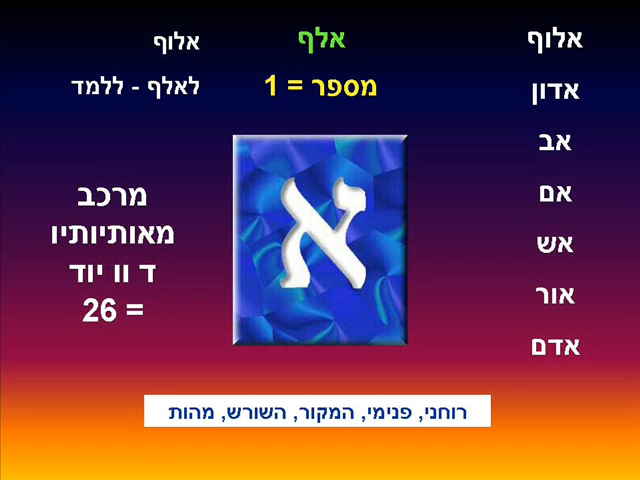 אלף
מספר = 1
אלוף
אדון
אב
אם
אש
אור
אדם
אלוף
לאלף - ללמד
א
מרכב
מאותיותיו
ד וו יוד
= 26
רוחני, פנימי, המקור, השורש, מהות